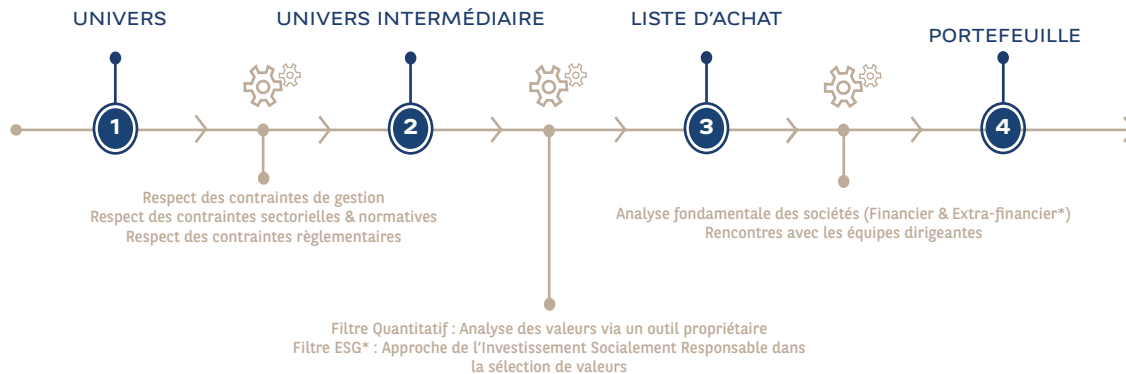 UNIVERS
UNIVERS INTERMÉDIAIRE
LISTE D'ACHAT
PORTEFEUILLE
1
2
3
4
Respect des contraintes de gestion
Respect des contraintes sectorielles & normatives
Respect des contraintes règlementaires
Analyse fondamentale des sociétés (Financier & Extra-financier*)
Rencontres avec les équipes dirigeantes
Filtre Quantitatif : Analyse des valeurs via un outil propriétaire
Filtre ESG* : Approche de l'Investissement Socialement Responsable dans
la sélection de valeurs